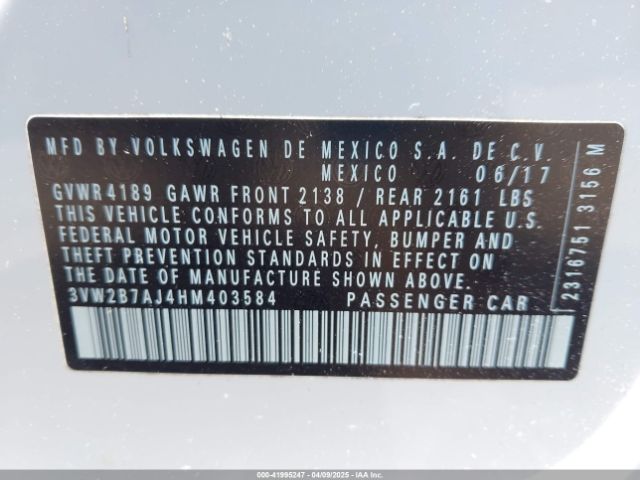 MFD BY VOLKSWAGEN DE MEXICO S.A. DE C.V.
MEXICO 06/17
GVWR 4189 GAWR FRONT 2138 / REAR 2161 LBS
THIS VEHICLE CONFORMS TO ALL APPLICABLE U.S.
FEDERAL MOTOR VEHICLE SAFETY, BUMPER AND
THEFT PREVENTION STANDARDS IN EFFECT ON
THE DATE OF MANUFACTURE SHOWN ABOVE.
3VW2B7AJ4HM403584 PASSENGER CAR
2316751 3156 M
000-41995247 - 04/09/2025 - IAAI.COM